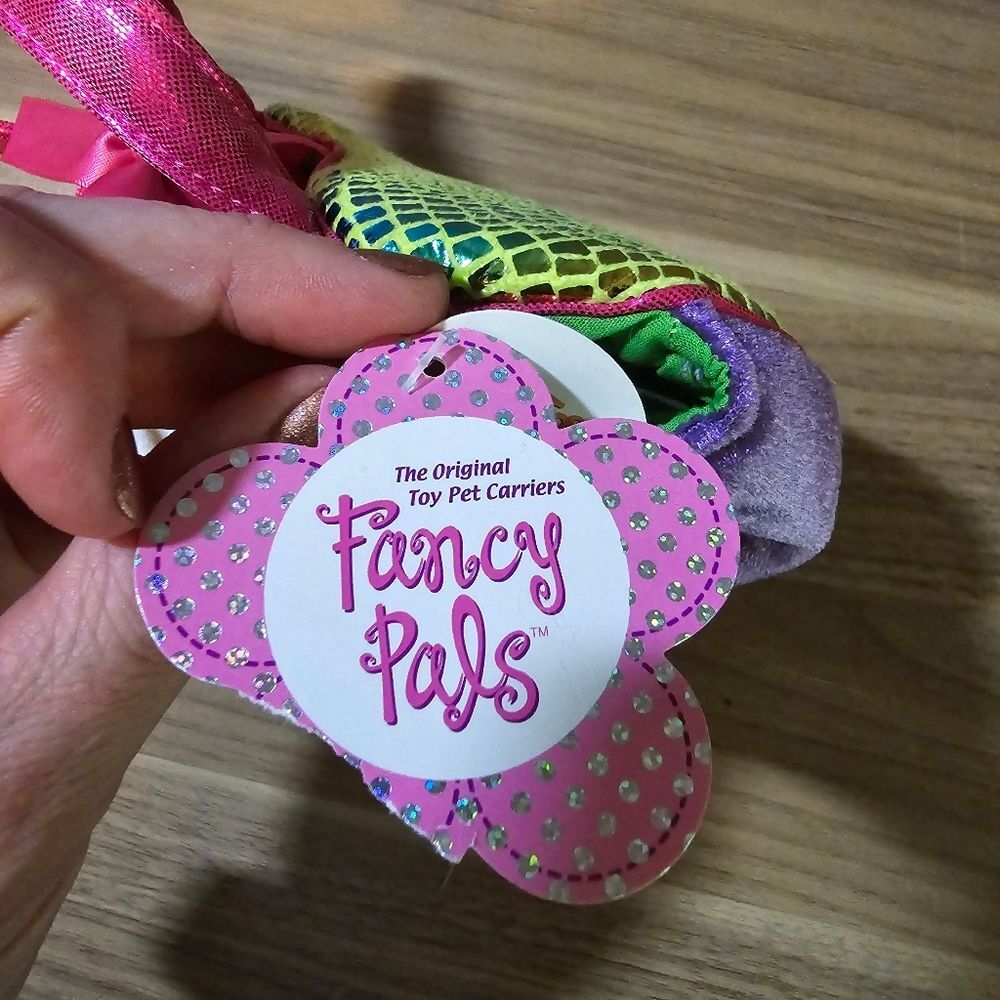 The Original
Toy Pet Carriers
Fancy
Pals™